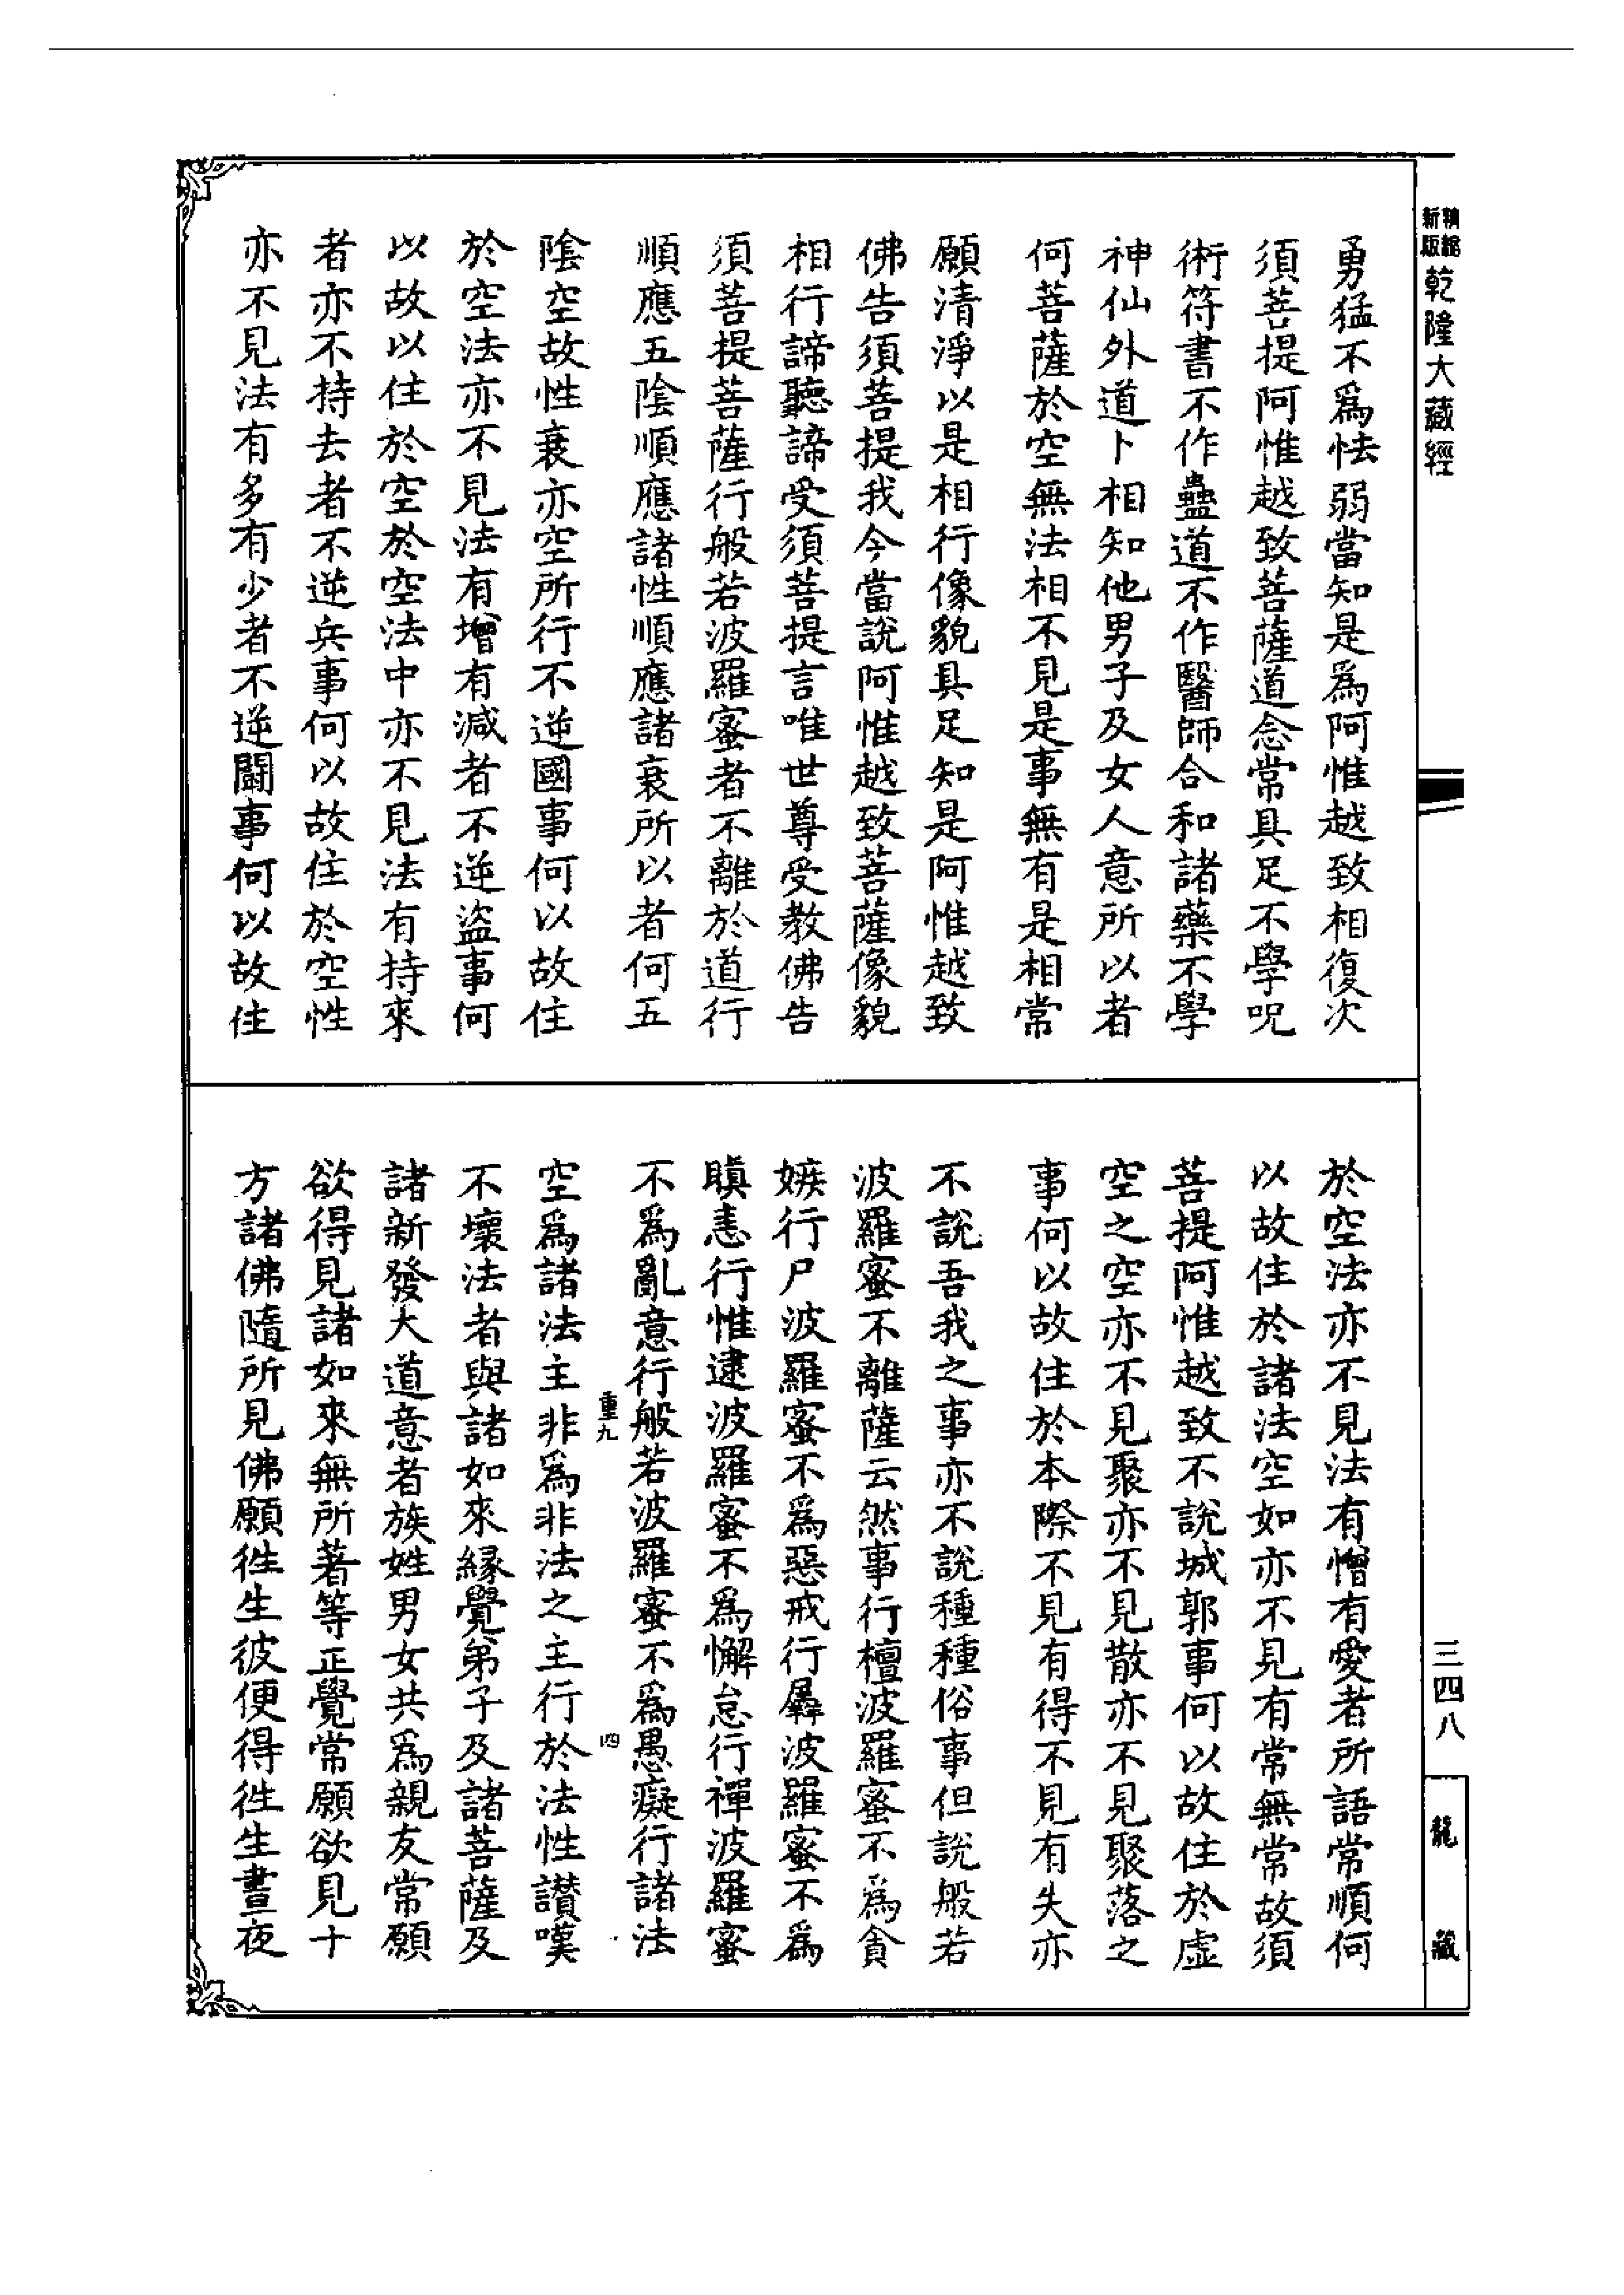 精縮
新版
乾隆大藏經
勇猛不為怯弱當知是為阿惟越致相復次
須菩提阿惟越致菩薩道念常具足不學呪
術符書不作蠱道不作醫師合和諸藥不學
神仙外道卜相知他男子及女人意所以者
何菩薩於空無法相不見是事無有是相常
願清淨以是相行像貌具足知是阿惟越致
佛告須菩提我今當說阿惟越致菩薩像貌
相行諦聽諦受須菩提言唯世尊受教佛告
須菩提菩薩行般若波羅蜜者不離於道行
順應五陰順應諸性順應諸衰所以者何五
陰空故性衰亦空所行不逆國事何以故住
於空法亦不見法有增有減者不逆盜事何
以故以住於空於空法中亦不見法有持來
者亦不持去者不逆兵事何以故住於空性
亦不見法有多有少者不逆鬪事何以故住
於空法亦不見法有憎有愛者所語常順何
以故住於諸法空如亦不見有常無常故須
菩提阿惟越致不說城郭事何以故住於虛
空之空亦不見聚亦不見散亦不見聚落之
事何以故住於本際不見有得不見有失亦
不說吾我之事亦不說種種俗事但說般若
波羅蜜不離薩云然事行檀波羅蜜不為貪
嫉行尸波羅蜜不為惡戒行羼波羅蜜不為
瞋恚行惟逮波羅蜜不為懈怠行禪波羅蜜
不為亂意行般若波羅蜜不為愚癡行諸法
重九
四
空為諸法主非為非法之主行於法性讃嘆
不壞法者與諸如來緣覺弟子及諸菩薩及
諸新發大道意者族姓男女共為親友常願
欲得見諸如來無所著等正覺常願欲見十
方諸佛隨所見佛願徃生彼便得徃生晝夜
三四八
龍藏